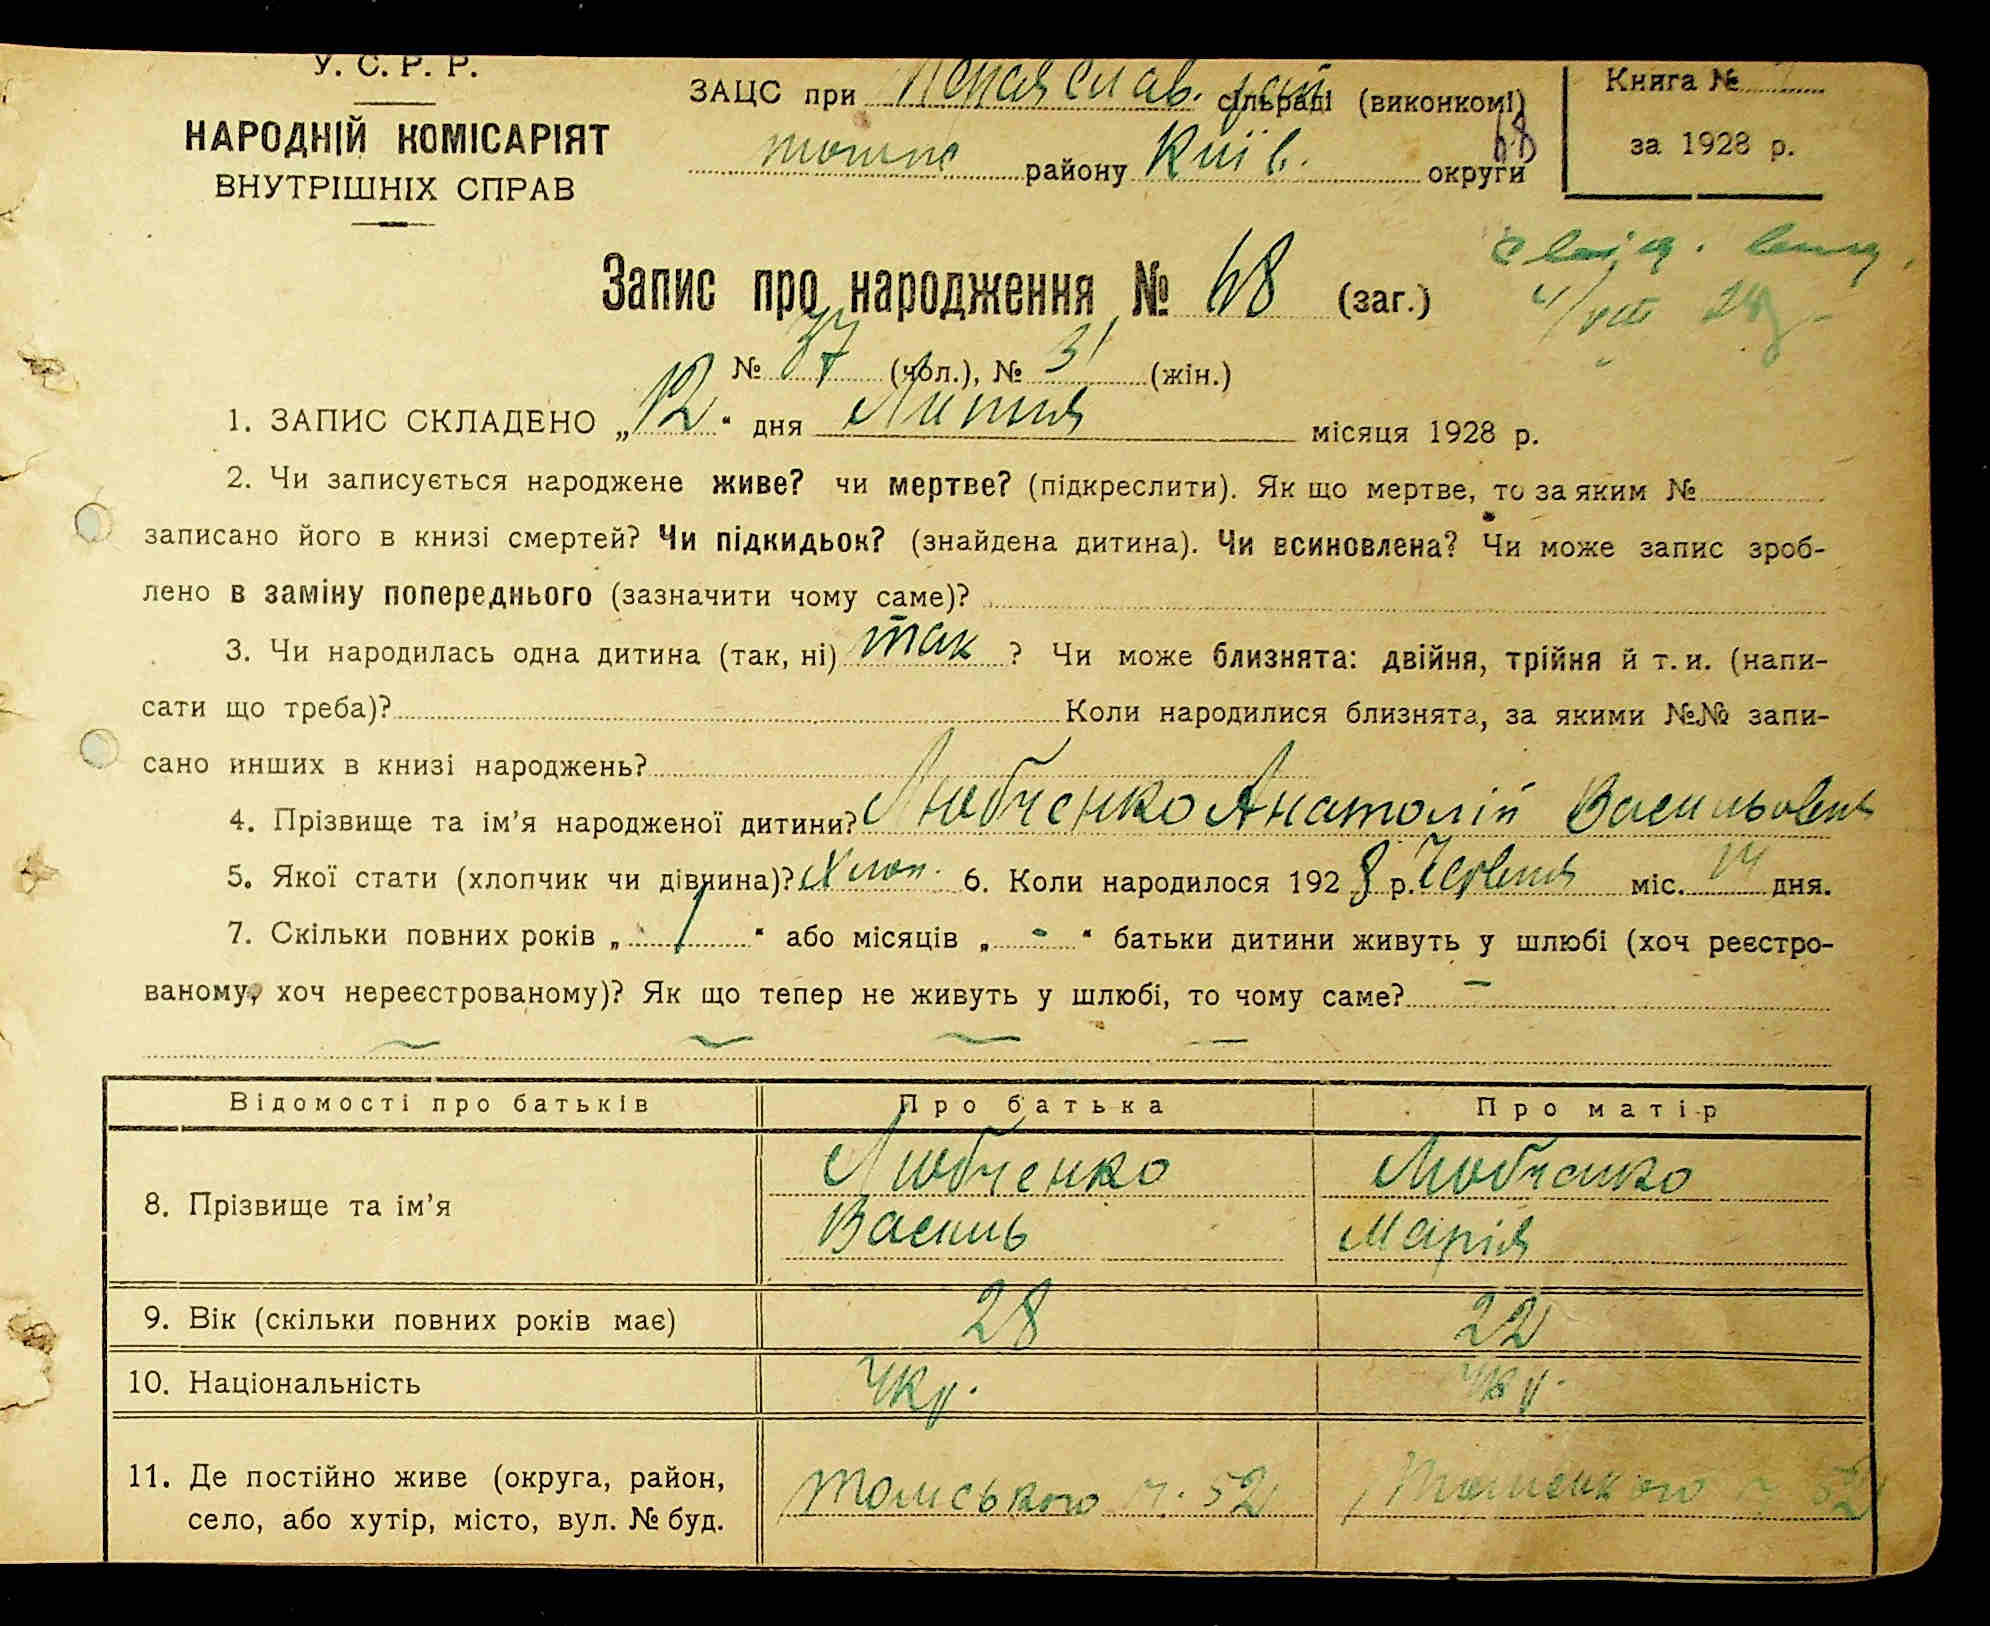 У. С. Р. Р.
НАРОДНІЙ КОМІСАРІЯТ
ВНУТРІШНІХ СПРАВ
ЗАЦС при Переяслав. рай сільраді (виконкомі)
району Київ. округи
68
Книга №
за 1928 р.
Запис про народження № 68 (заг.)
№ 37 (чол.), № 31 (жін.)
1. ЗАПИС СКЛАДЕНО „12“ дня Липня місяця 1928 р.
2. Чи записується народжене живе? чи мертве? (підкреслити). Як що мертве, то за яким №
записано його в книзі смертей? Чи підкидьок? (знайдена дитина). Чи всиновлена? Чи може запис зроб-
лено в заміну попереднього (зазначити чому саме)?
3. Чи народилась одна дитина (так, ні) так ? Чи може близнята: двійня, трійня й т. и. (напи-
сати що треба)? Коли народилися близнята, за якими №№ запи-
сано инших в книзі народжень?
4. Прізвище та ім'я народженої дитини? Любченко Анатолій Васильович
5. Якої стати (хлопчик чи дівчина)? Хлоп. 6. Коли народилося 1928 р. Червня міс. 14 дня.
7. Скільки повних років „1“ або місяців „-“ батьки дитини живуть у шлюбі (хоч реєстро-
ваному, хоч нереєстрованому)? Як що тепер не живуть у шлюбі, то чому саме? –
Відомості про батьків Про батька Про матір
8. Прізвище та ім'я Любченко Любченко
Василь Марія
9. Вік (скільки повних років має) 28 22
10. Національність Укр. Укр.
11. Де постійно живе (округа, район,
село, або хутір, місто, вул. № буд. 52 52